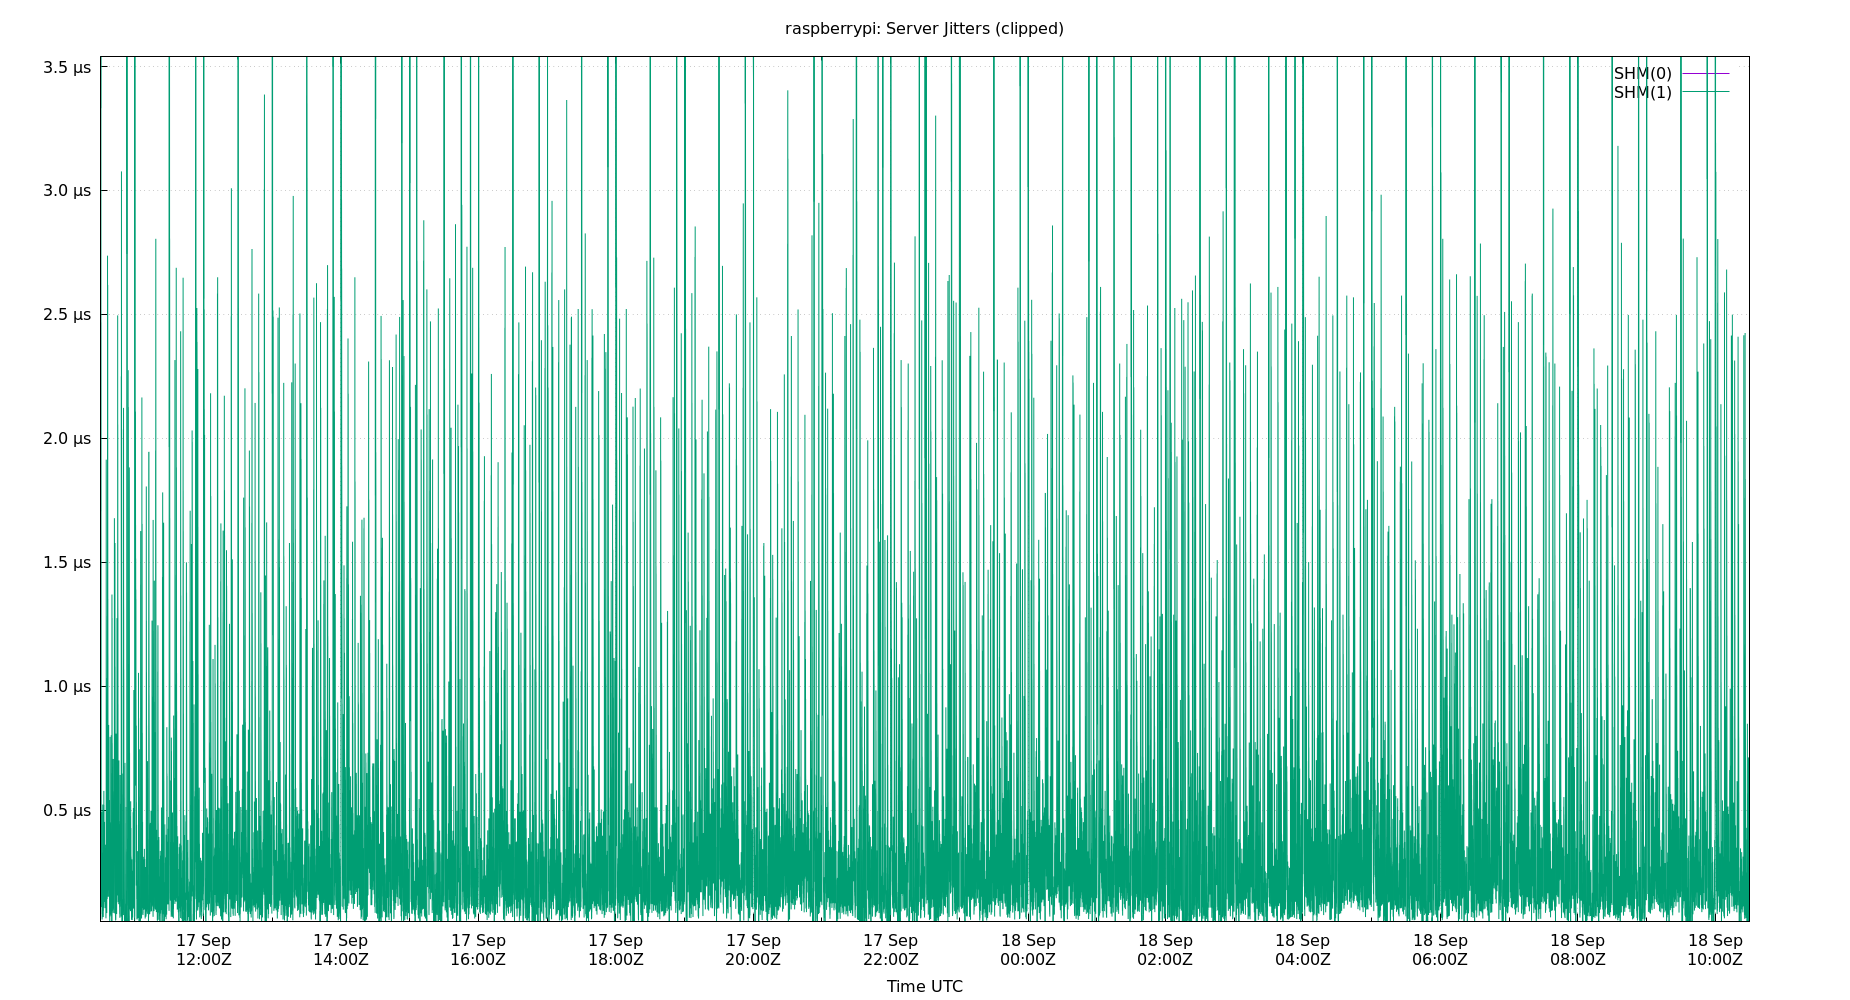 raspberrypi: Server Jitters (clipped)
3.5 µs
3.0 µs
2.5 µs
2.0 µs
1.5 µs
1.0 µs
0.5 µs
SHM(0)
SHM(1)
17 Sep 17 Sep 17 Sep 17 Sep 17 Sep 17 Sep 18 Sep 18 Sep 18 Sep 18 Sep 18 Sep 18 Sep
12:00Z 14:00Z 16:00Z 18:00Z 20:00Z 22:00Z 00:00Z 02:00Z 04:00Z 06:00Z 08:00Z 10:00Z
Time UTC